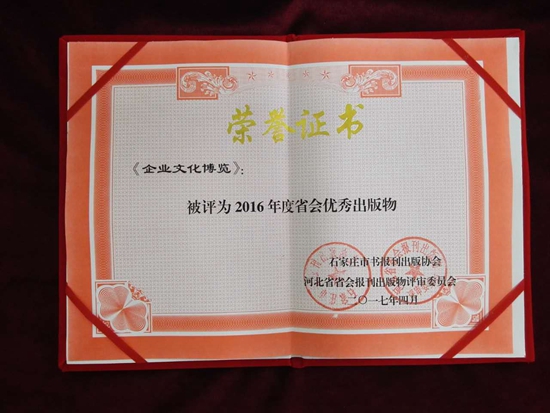 荣誉证书
《企业文化博览》：
被评为2016年度省会优秀出版物
石家庄市书报刊出版协会
河北省省会报刊出版物评审委员会
二〇一七年四月